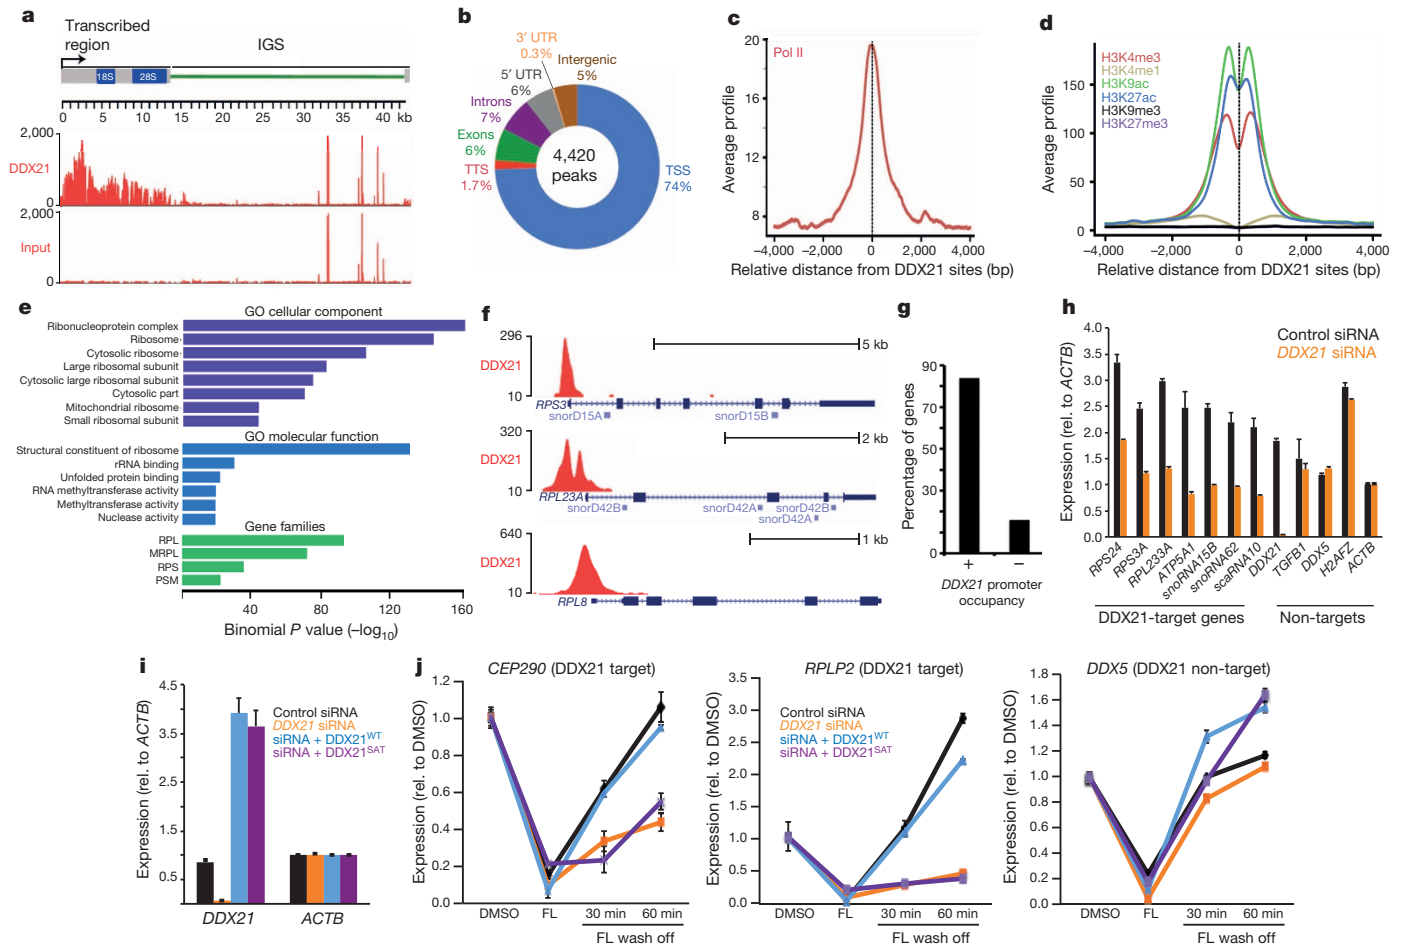 a
Transcribed
region
IGS
18S
28S
0 5 10 15 20 25 30 35 40 kb
2,000
DDX21
0
2,000
Input
0
b
3′ UTR
0.3%
Intergenic
5%
5′ UTR
6%
Introns
7%
Exons
6%
TTS
1.7%
4,420
peaks
TSS
74%
c
Pol II
Average profile
20
16
12
8
−4,000 −2,000 0 2,000 4,000
Relative distance from DDX21 sites (bp)
d
H3K4me3
H3K4me1
H3K9ac
H3K27ac
H3K9me3
H3K27me3
Average profile
150
100
50
0
−4,000 −2,000 0 2,000 4,000
Relative distance from DDX21 sites (bp)
e
GO cellular component
Ribonucleoprotein complex
Ribosome
Cytosolic ribosome
Large ribosomal subunit
Cytosolic large ribosomal subunit
Cytosolic part
Mitochondrial ribosome
Small ribosomal subunit
GO molecular function
Structural constituent of ribosome
rRNA binding
Unfolded protein binding
RNA methyltransferase activity
Methyltransferase activity
Nuclease activity
Gene families
RPL
MRPL
RPS
PSM
40 80 120 160
Binomial P value (−log10)
f
296
DDX21
10
5 kb
RPS3
snorD15A
snorD15B
320
DDX21
10
2 kb
RPL23A
snorD42B
snorD42A
snorD42B
snorD42A
640
DDX21
10
1 kb
RPL8
g
Percentage of genes
90
70
50
30
0
+ −
DDX21 promoter
occupancy
h
Control siRNA
DDX21 siRNA
Expression (rel. to ACTB)
4.0
3.5
3.0
2.5
2.0
1.5
1.0
0.5
0.0
RPS24
RPS3A
RPL233A
ATP5A1
snoRNA15B
snoRNA62
scaRNA10
DDX21
TGFB1
DDX5
H2AFZ
ACTB
DDX21-target genes
Non-targets
i
Expression (rel. to ACTB)
4.5
3.5
2.5
1.5
0.5
Control siRNA
DDX21 siRNA
siRNA + DDX21WT
siRNA + DDX21SAT
DDX21
ACTB
j
CEP290 (DDX21 target)
Expression (rel. to DMSO)
1.2
1.0
0.8
0.6
0.4
0.2
0.0
DMSO FL 30 min 60 min
FL wash off
RPLP2 (DDX21 target)
Control siRNA
DDX21 siRNA
siRNA + DDX21WT
siRNA + DDX21SAT
Expression (rel. to DMSO)
3.5
3.0
2.5
2.0
1.5
1.0
0.5
0.0
DMSO FL 30 min 60 min
FL wash off
DDX5 (DDX21 non-target)
Expression (rel. to DMSO)
1.8
1.6
1.4
1.2
1.0
0.8
0.6
0.4
0.2
0.0
DMSO FL 30 min 60 min
FL wash off